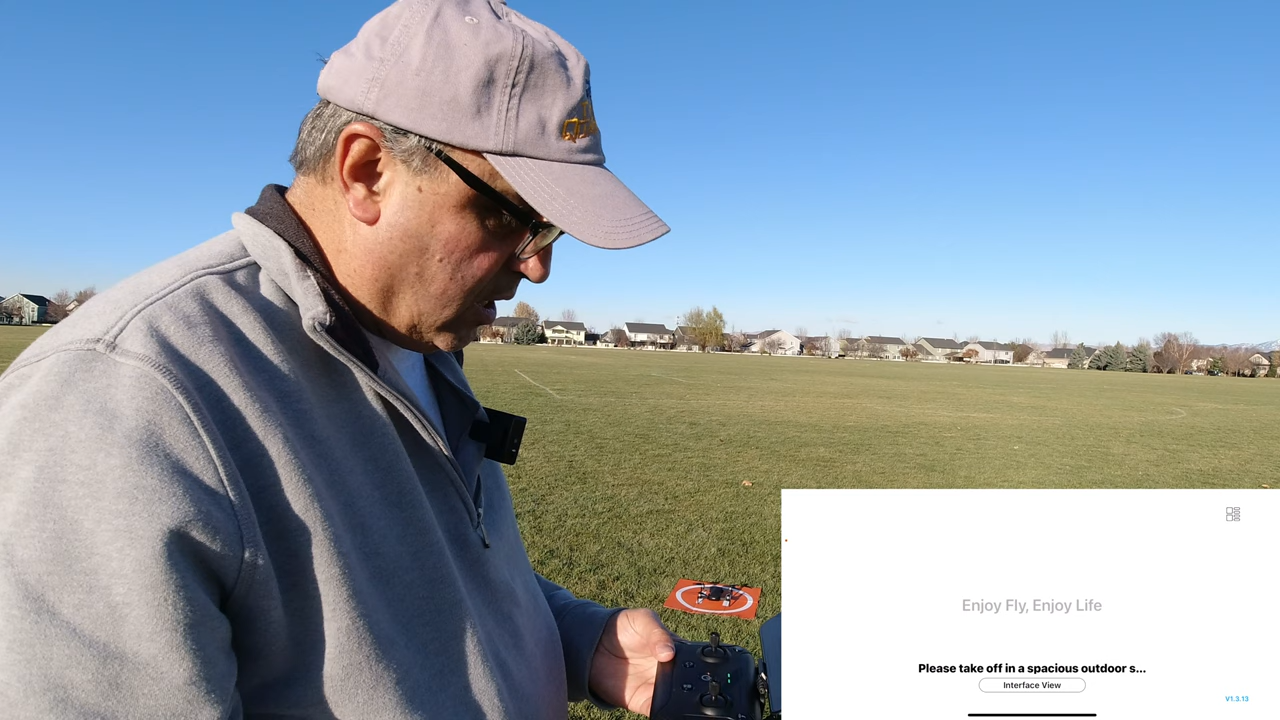 Enjoy Fly, Enjoy Life
Please take off in a spacious outdoor s...
Interface View
V1.3.13